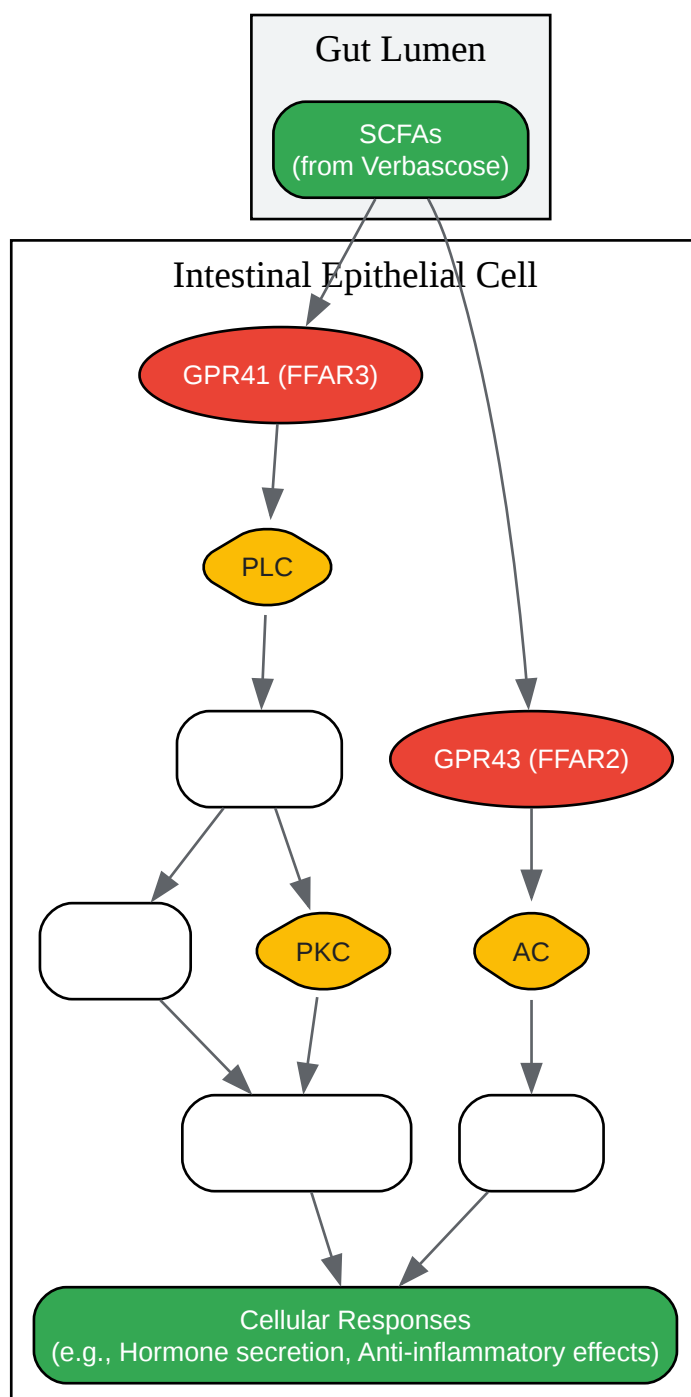 Gut Lumen
SCFAs
(from Verbascose)
Intestinal Epithelial Cell
GPR41 (FFAR3)
PLC
GPR43 (FFAR2)
PKC
AC
Cellular Responses
(e.g., Hormone secretion, Anti-inflammatory effects)